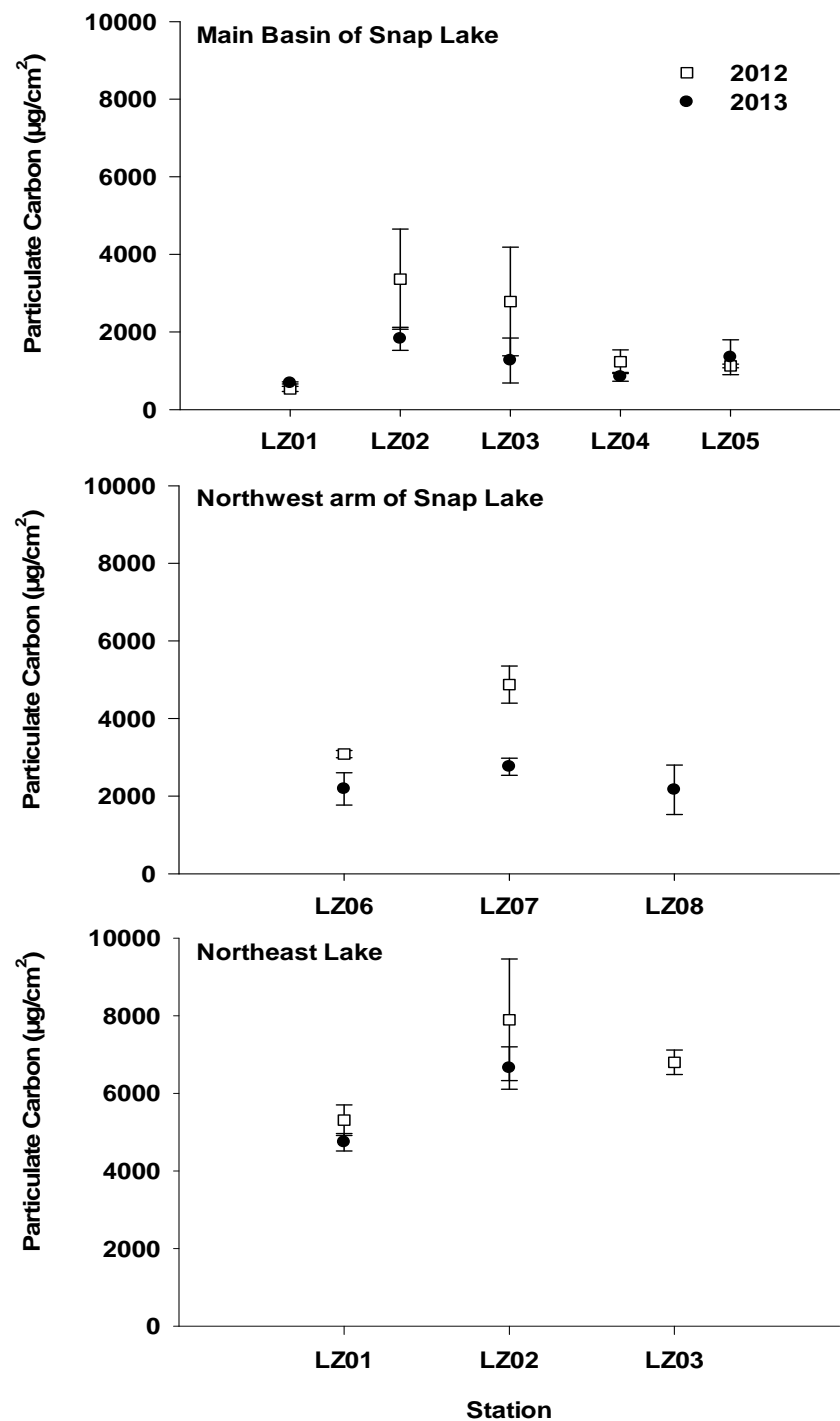 Main Basin of Snap Lake
2012
2013
Particulate Carbon (µg/cm²)
10000
8000
6000
4000
2000
0
LZ01 LZ02 LZ03 LZ04 LZ05
Northwest arm of Snap Lake
Particulate Carbon (µg/cm²)
10000
8000
6000
4000
2000
0
LZ06 LZ07 LZ08
Northeast Lake
Particulate Carbon (µg/cm²)
10000
8000
6000
4000
2000
0
LZ01 LZ02 LZ03
Station